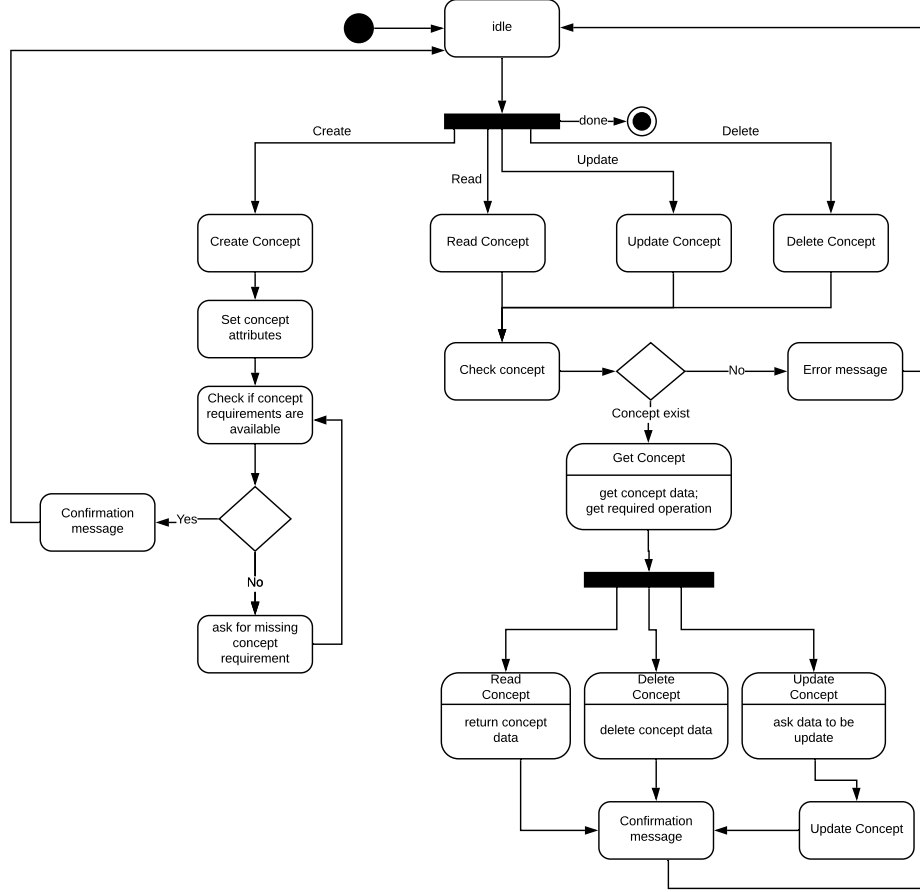 idle
done
Create
Delete
Update
Read
Create Concept
Read Concept
Update Concept
Delete Concept
Set concept
attributes
Check concept
No
Error message
Check if concept
requirements are
available
Concept exist
Get Concept
get concept data;
get required operation
Confirmation
message
Yes
No
ask for missing
concept
requirement
Read
Concept
return concept
data
Delete
Concept
delete concept data
Update
Concept
ask data to be
update
Confirmation
message
Update Concept